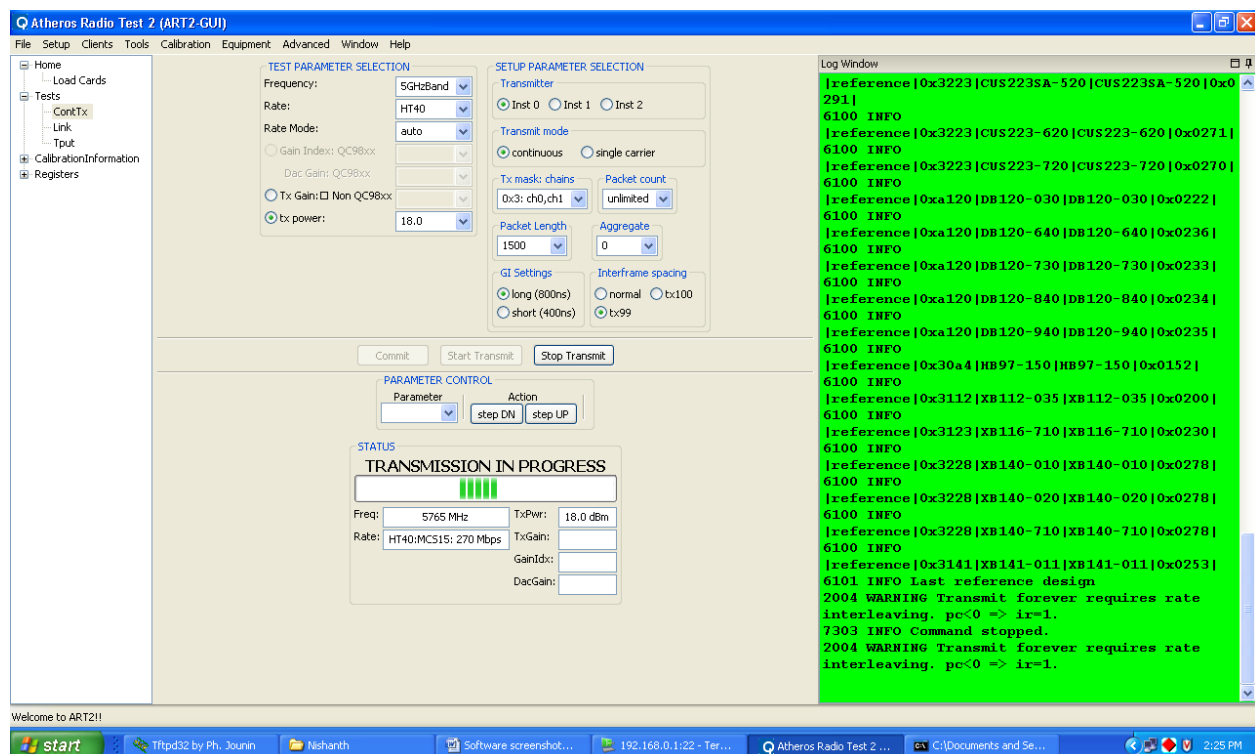 Atheros Radio Test 2 (ART2-GUI)
File Setup Clients Tools Calibration Equipment Advanced Window Help
Home
Load Cards
Tests
ContTx
Link
Tput
CalibrationInformation
Registers
TEST PARAMETER SELECTION
Frequency: 5GHzBand
Rate: HT40
Rate Mode: auto
Gain Index: QC98xx
Dac Gain: QC98xx
Tx Gain: Non QC98xx
tx power: 18.0
SETUP PARAMETER SELECTION
Transmitter
Inst 0 Inst 1 Inst 2
Transmit mode
continuous single carrier
Tx mask: chains Packet count
0x3: ch0,ch1 unlimited
Packet Length Aggregate
1500 0
GI Settings Interframe spacing
long (800ns) normal tx100
short (400ns) tx99
Commit Start Transmit Stop Transmit
PARAMETER CONTROL
Parameter Action
step DN step UP
STATUS
TRANSMISSION IN PROGRESS
Freq: 5765 MHz TxPwr: 18.0 dBm
Rate: HT40:MCS15: 270 Mbps TxGain:
GainIdx:
DacGain:
Log Window
|reference|0x3223|CUS223SA-520|CUS223SA-520|0x0
291|
6100 INFO
|reference|0x3223|CUS223-620|CUS223-620|0x0271|
6100 INFO
|reference|0x3223|CUS223-720|CUS223-720|0x0270|
6100 INFO
|reference|0xa120|DB120-030|DB120-030|0x0222|
6100 INFO
|reference|0xa120|DB120-640|DB120-640|0x0236|
6100 INFO
|reference|0xa120|DB120-730|DB120-730|0x0233|
6100 INFO
|reference|0xa120|DB120-840|DB120-840|0x0234|
6100 INFO
|reference|0xa120|DB120-940|DB120-940|0x0235|
6100 INFO
|reference|0x30a4|HB97-150|HB97-150|0x0152|
6100 INFO
|reference|0x3112|XB112-035|XB112-035|0x0200|
6100 INFO
|reference|0x3123|XB116-710|XB116-710|0x0230|
6100 INFO
|reference|0x3228|XB140-010|XB140-010|0x0278|
6100 INFO
|reference|0x3228|XB140-020|XB140-020|0x0278|
6100 INFO
|reference|0x3228|XB140-710|XB140-710|0x0278|
6100 INFO
|reference|0x3141|XB141-011|XB141-011|0x0253|
6101 INFO Last reference design
2004 WARNING Transmit forever requires rate
interleaving. pc<0 => ir=1.
7303 INFO Command stopped.
2004 WARNING Transmit forever requires rate
interleaving. pc<0 => ir=1.
Welcome to ART2!!
start Tftpd32 by Ph. Jounin Nishanth Software screenshot... 192.168.0.1:22 - Ter... Atheros Radio Test 2 ... C:\Documents and Se... 2:25 PM